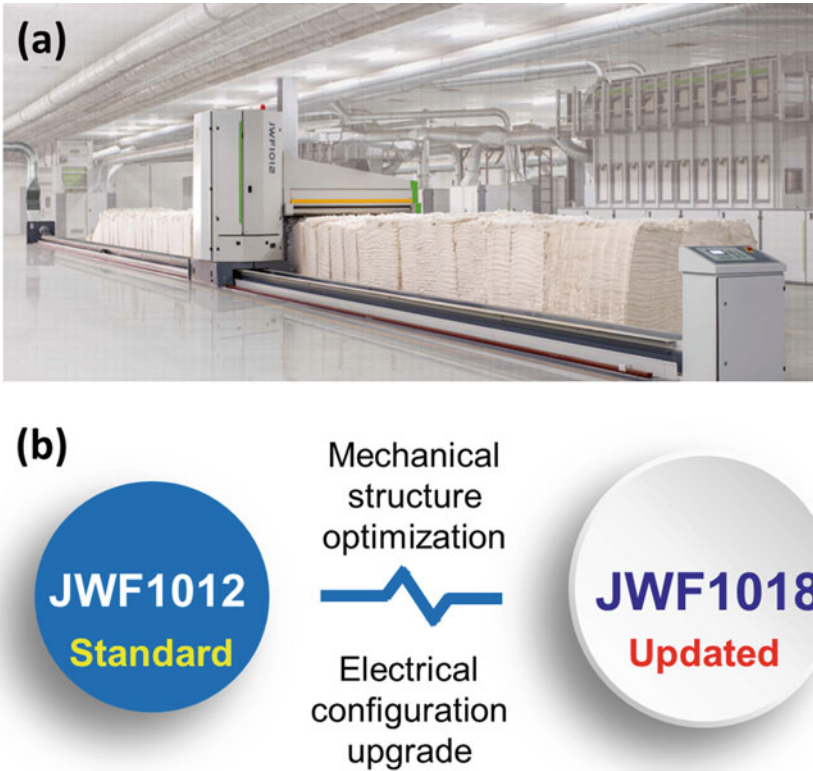 (a)
JWF1012
(b)
Mechanical
structure
optimization
JWF1012
Standard
JWF1018
Updated
Electrical
configuration
upgrade